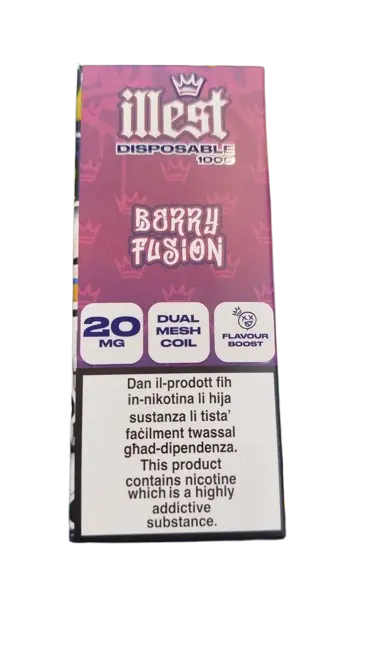 illest
DISPOSABLE
1000
BERRY
FUSION
20
MG
DUAL
MESH
COIL
FLAVOUR
BOOST
Dan il-prodott fih
in-nikotina li hija
sustanza li tista'
faċilment twassal
għad-dipendenza.
This product
contains nicotine
which is a highly
addictive
substance.